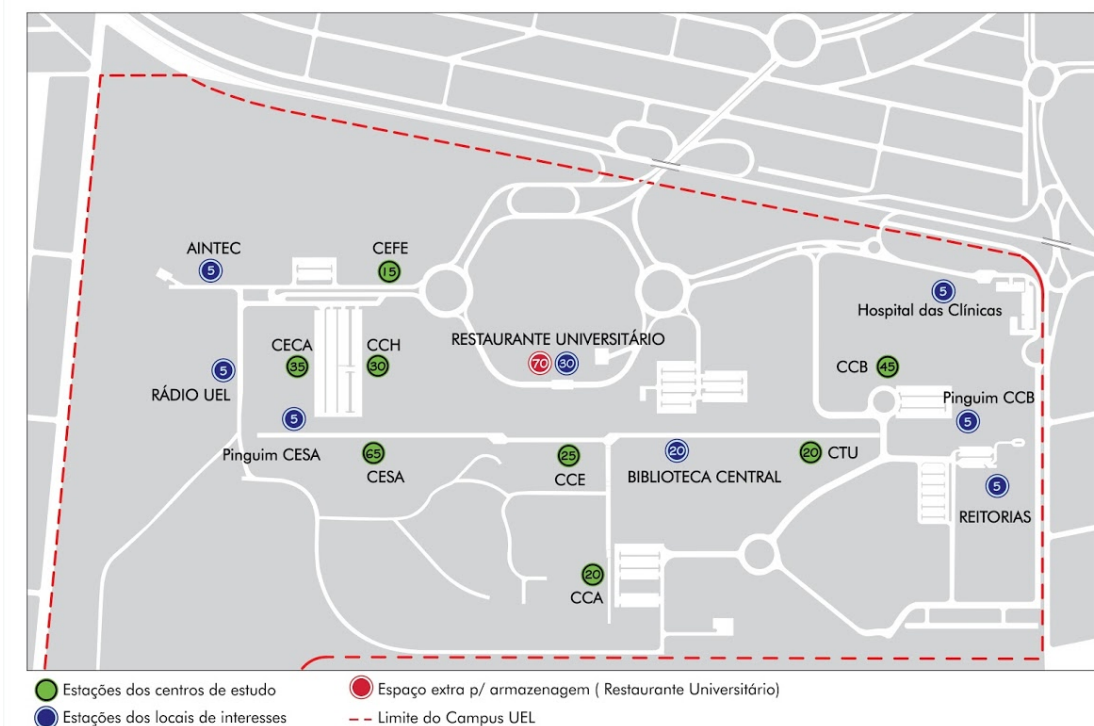 AINTEC
5
CEFE
15
5
Hospital das Clínicas
RESTAURANTE UNIVERSITÁRIO
70
30
CECA
35
CCH
30
5
RÁDIO UEL
CCB
45
Pinguim CCB
5
5
Pinguim CESA
65
CESA
25
CCE
20
BIBLIOTECA CENTRAL
20
CTU
5
REITORIAS
20
CCA
Estações dos centros de estudo
Espaço extra p/ armazenagem ( Restaurante Universitário)
Estações dos locais de interesses
Limite do Campus UEL